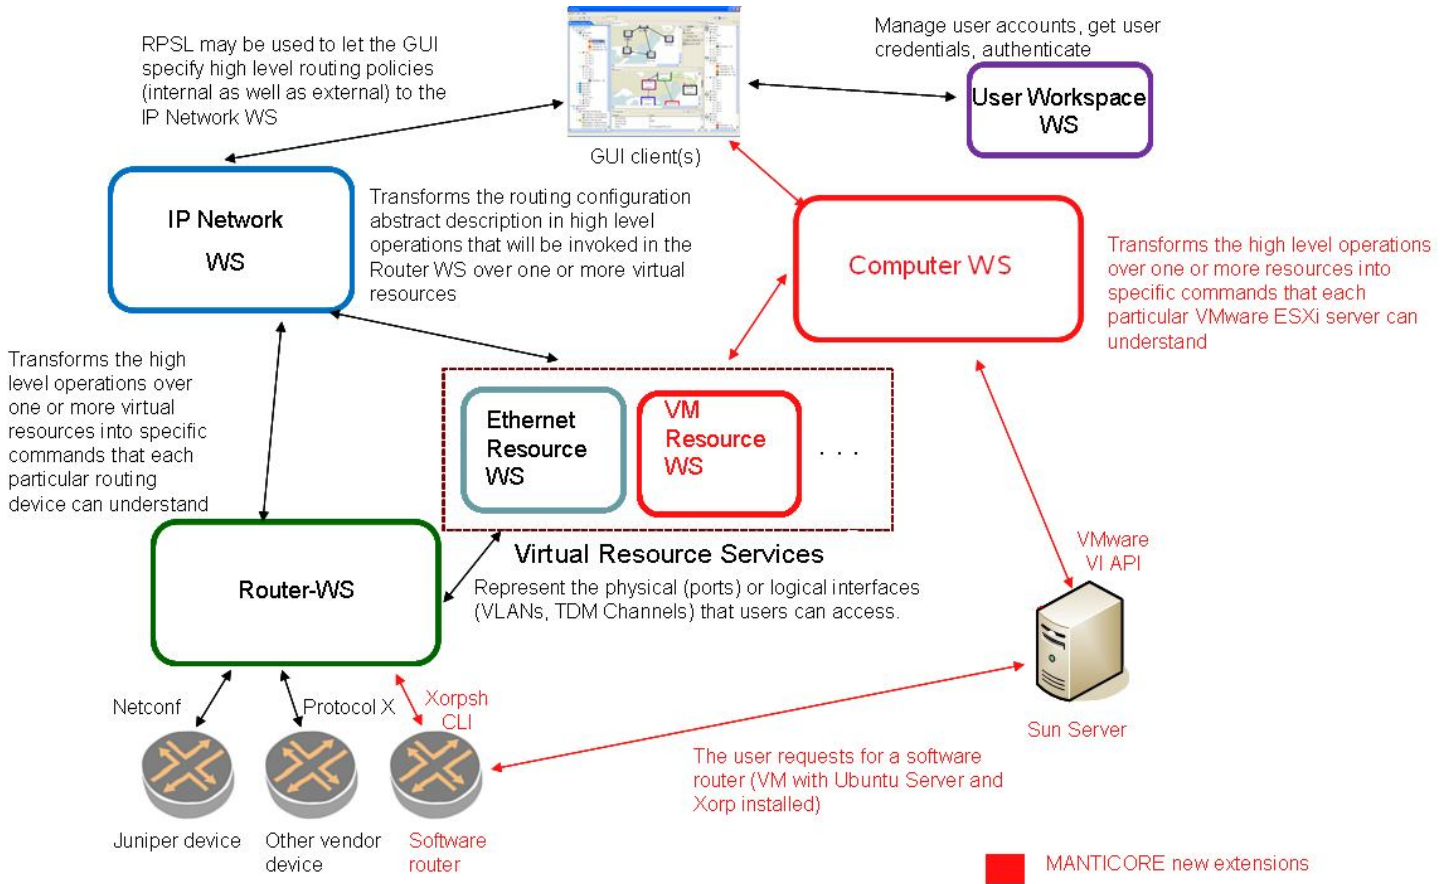 RPSL may be used to let the GUI
specify high level routing policies
(internal as well as external) to the
IP Network WS
Manage user accounts, get user
credentials, authenticate
User Workspace
WS
GUI client(s)
IP Network
WS
Transforms the routing configuration
abstract description in high level
operations that will be invoked in the
Router WS over one or more virtual
resources
Computer WS
Transforms the high level operations
over one or more resources into
specific commands that each
particular VMware ESXi server can
understand
Transforms the high
level operations over
one or more virtual
resources into specific
commands that each
particular routing
device can understand
Ethernet
Resource
WS
VM
Resource
WS
. . .
Virtual Resource Services
Represent the physical (ports) or logical interfaces
(VLANs, TDM Channels) that users can access.
VMware
VI API
Router-WS
Netconf
Protocol X
Xorpsh
CLI
Sun Server
The user requests for a software
router (VM with Ubuntu Server and
Xorp installed)
Juniper device
Other vendor
device
Software
router
MANTICORE new extensions